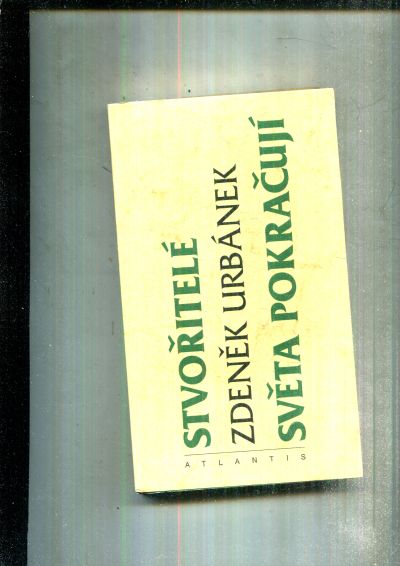 STVOŘITELÉ
ZDENĚK URBÁNEK
SVĚTA POKRAČUJÍ
ATLANTIS